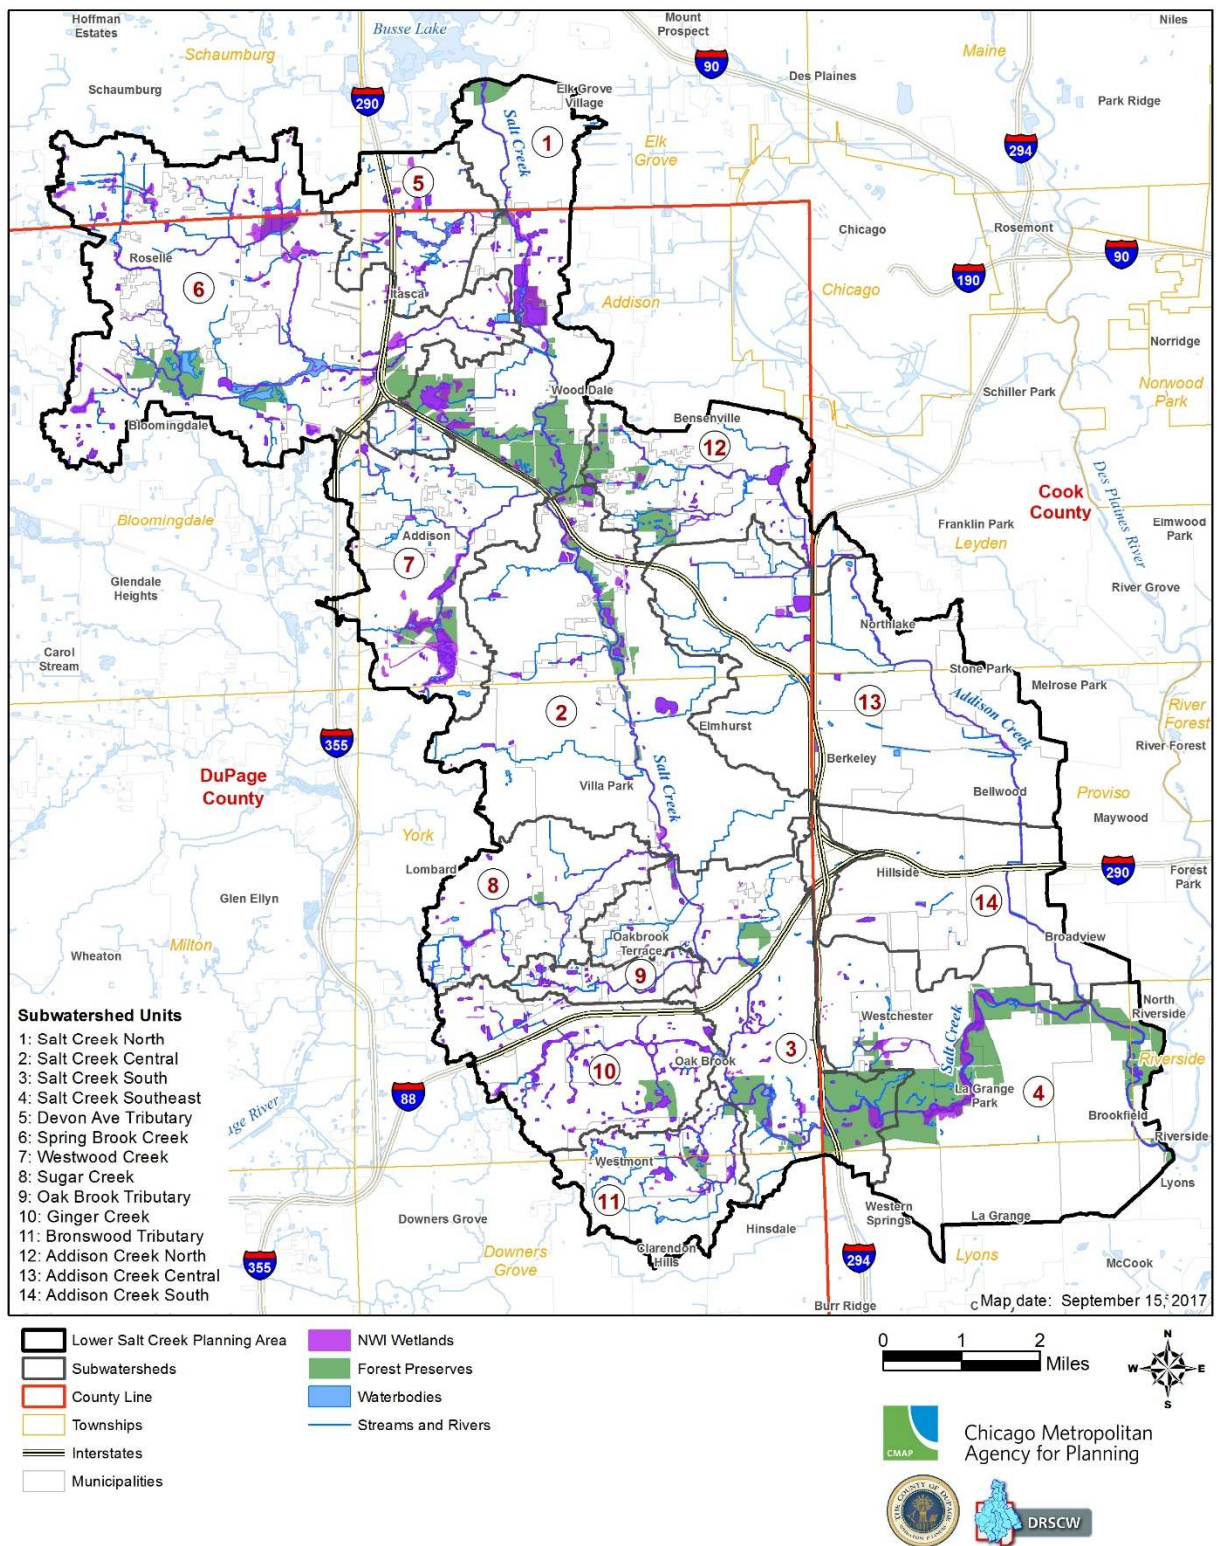 Hoffman
Estates
Busse Lake
Mount
Prospect
Niles
Schaumburg
Maine
90
Des Plaines
Schaumburg
290
Elk Grove
Village
Park Ridge
Salt Creek
1
Elk
Grove
294
5
Chicago
Rosemont
90
Roselle
190
6
Itasca
Addison
Chicago
Norridge
Schiller Park
Norwood
Park
Wood Dale
Bloomingdale
Bensenville
12
Des Plaines River
Cook
County
Bloomingdale
Addison
Franklin Park
Leyden
Elmwood
Park
7
Glendale
Heights
River Grove
Northlake
Carol
Stream
Stone Park
Melrose Park
13
Addison Creek
River
Forest
2
Elmhurst
355
River Forest
Salt Creek
Berkeley
DuPage
County
Villa Park
Bellwood
Proviso
Maywood
York
Lombard
Hillside
290
Forest
Park
8
Glen Ellyn
14
Milton
Oakbrook
Terrace
Broadview
Wheaton
9
North
Riverside
Westchester
Salt Creek
Riverside
3
Oak Brook
10
La Grange
Park
4
88
Brookfield
Riverside
Westmont
Lyons
11
Western
Springs
La Grange
Downers Grove
Hinsdale
Clarendon
Hills
Downers
Grove
Lyons
355
294
McCook
Burr Ridge
Subwatershed Units
1: Salt Creek North
2: Salt Creek Central
3: Salt Creek South
4: Salt Creek Southeast
5: Devon Ave Tributary
6: Spring Brook Creek
7: Westwood Creek
8: Sugar Creek
9: Oak Brook Tributary
10: Ginger Creek
11: Bronswood Tributary
12: Addison Creek North
13: Addison Creek Central
14: Addison Creek South
Map date: September 15, 2017
Lower Salt Creek Planning Area
Subwatersheds
County Line
Townships
Interstates
Municipalities
NWI Wetlands
Forest Preserves
Waterbodies
Streams and Rivers
0 1 2
Miles
N
W E
S
CMAP
Chicago Metropolitan
Agency for Planning
THE COUNTY OF DUPAGE
DRSCW